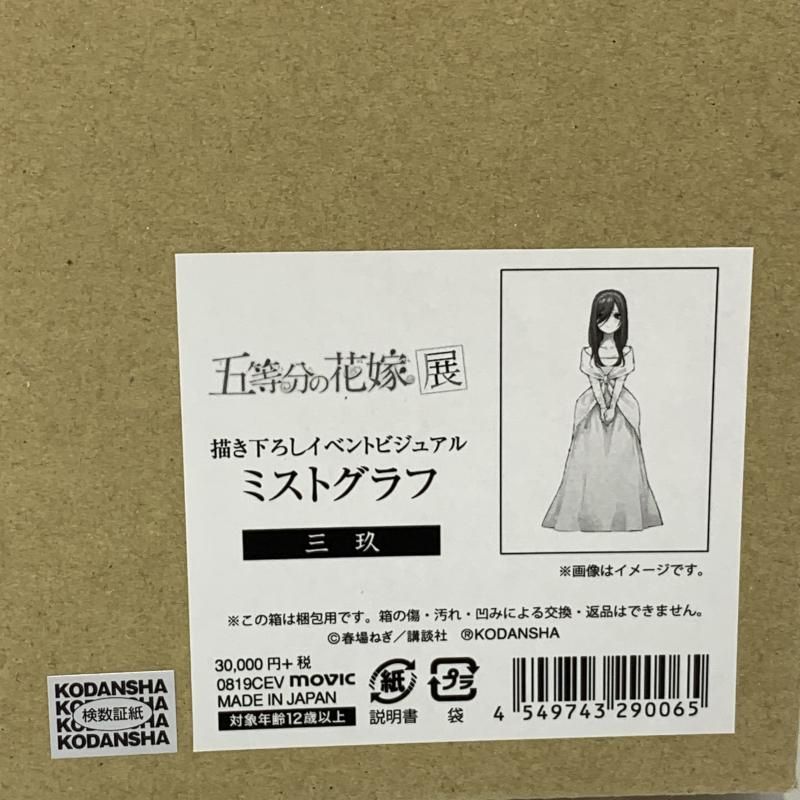 五等分の花嫁展
描き下ろしイベントビジュアル
ミストグラフ
三 玖
※画像はイメージです。
※この箱は梱包用です。箱の傷・汚れ・凹みによる交換・返品はできません。
©春場ねぎ／講談社 ®KODANSHA
30,000円+税
0819CEV movic
MADE IN JAPAN
対象年齢12歳以上
紙
説明書
プラ
袋
4 549743 290065
KODANSHA
検数証紙
KODANSHA